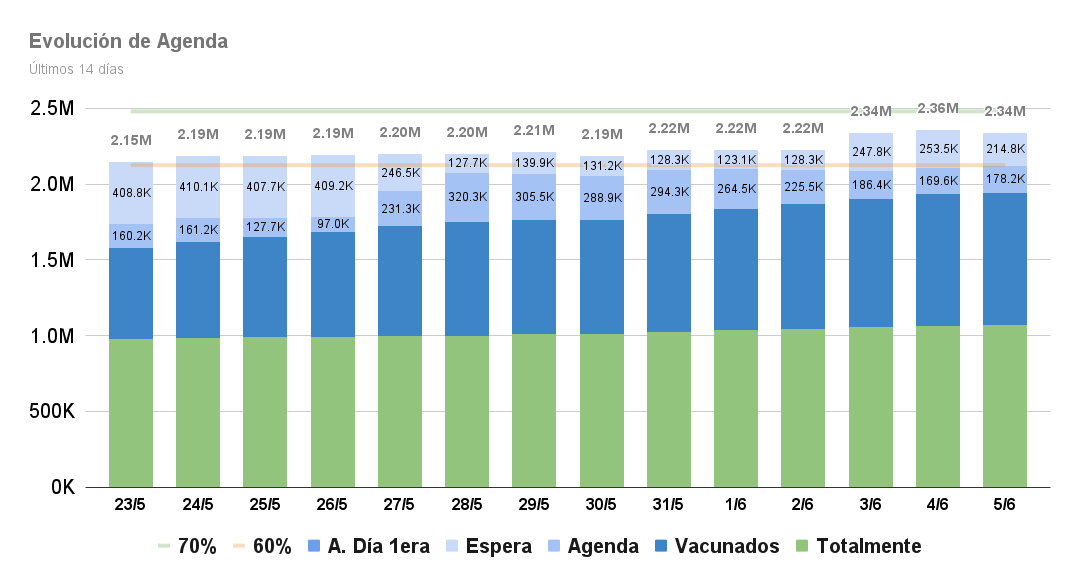 Evolución de Agenda
Últimos 14 días
2.5M
2.0M
1.5M
1.0M
500K
0K
2.15M 2.19M 2.19M 2.19M 2.20M 2.20M 2.21M 2.19M 2.22M 2.22M 2.22M 2.34M 2.36M 2.34M
408.8K 410.1K 407.7K 409.2K 246.5K 127.7K 139.9K 131.2K 128.3K 123.1K 128.3K 247.8K 253.5K 214.8K
160.2K 161.2K 127.7K 97.0K 231.3K 320.3K 305.5K 288.9K 294.3K 264.5K 225.5K 186.4K 169.6K 178.2K
23/5 24/5 25/5 26/5 27/5 28/5 29/5 30/5 31/5 1/6 2/6 3/6 4/6 5/6
70% 60% A. Día 1era Espera Agenda Vacunados Totalmente